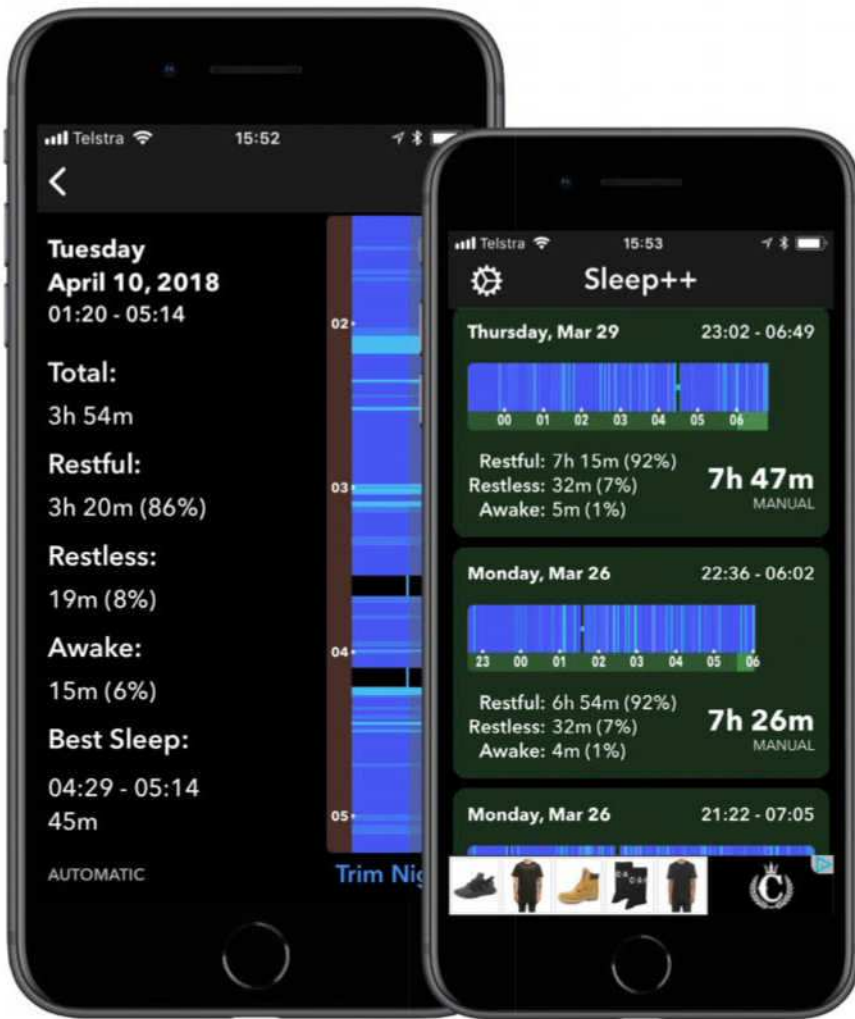 Telstra 15:52
Tuesday
April 10, 2018
01:20 - 05:14
Total:
3h 54m
Restful:
3h 20m (86%)
Restless:
19m (8%)
Awake:
15m (6%)
Best Sleep:
04:29 - 05:14
45m
AUTOMATIC
02
03
04
05
Trim Nig
Telstra 15:53
Sleep++
Thursday, Mar 29 23:02 - 06:49
00 01 02 03 04 05 06
Restful: 7h 15m (92%)
Restless: 32m (7%)
Awake: 5m (1%)
7h 47m
MANUAL
Monday, Mar 26 22:36 - 06:02
23 00 01 02 03 04 05 06
Restful: 6h 54m (92%)
Restless: 32m (7%)
Awake: 4m (1%)
7h 26m
MANUAL
Monday, Mar 26 21:22 - 07:05
C